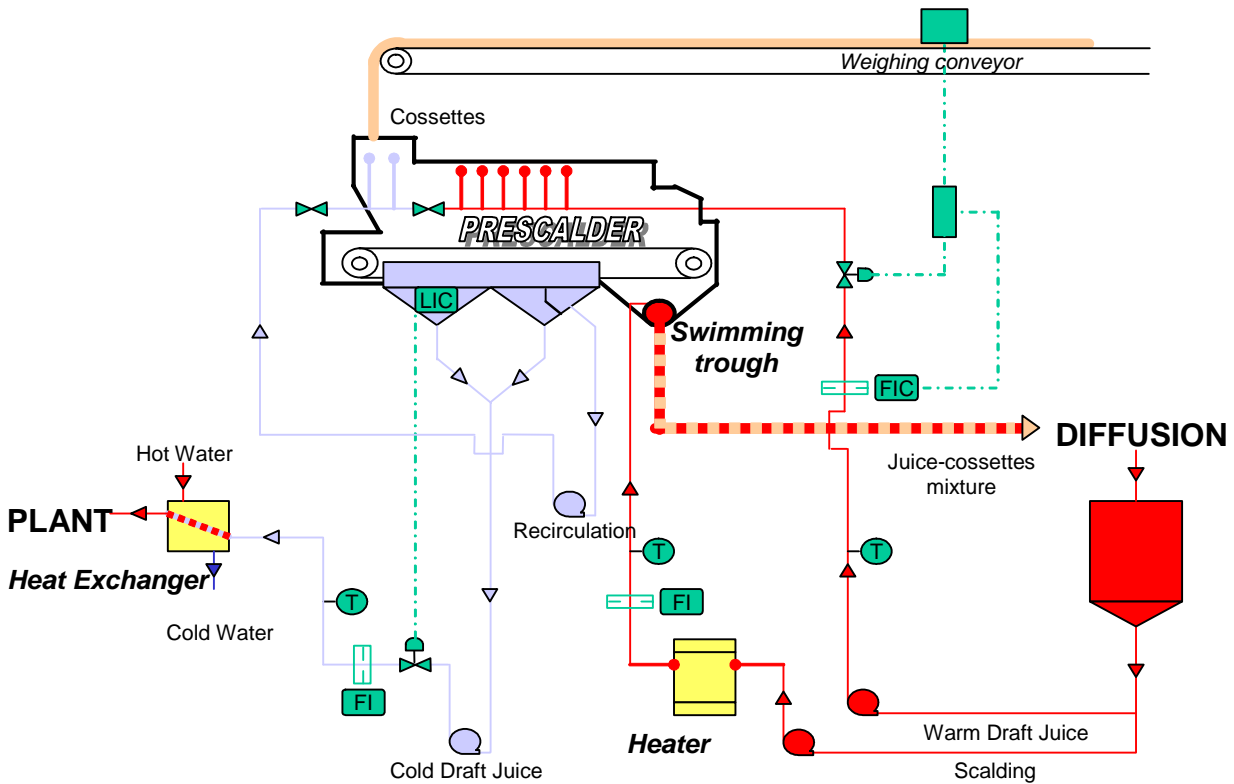 Weighing conveyor
Cossettes
PRESCALDER
LIC
Swimming
trough
FIC
DIFFUSION
Juice-cossettes
mixture
Hot Water
PLANT
Heat Exchanger
Recirculation
T
T
T
Cold Water
FI
FI
Heater
Warm Draft Juice
Cold Draft Juice
Scalding